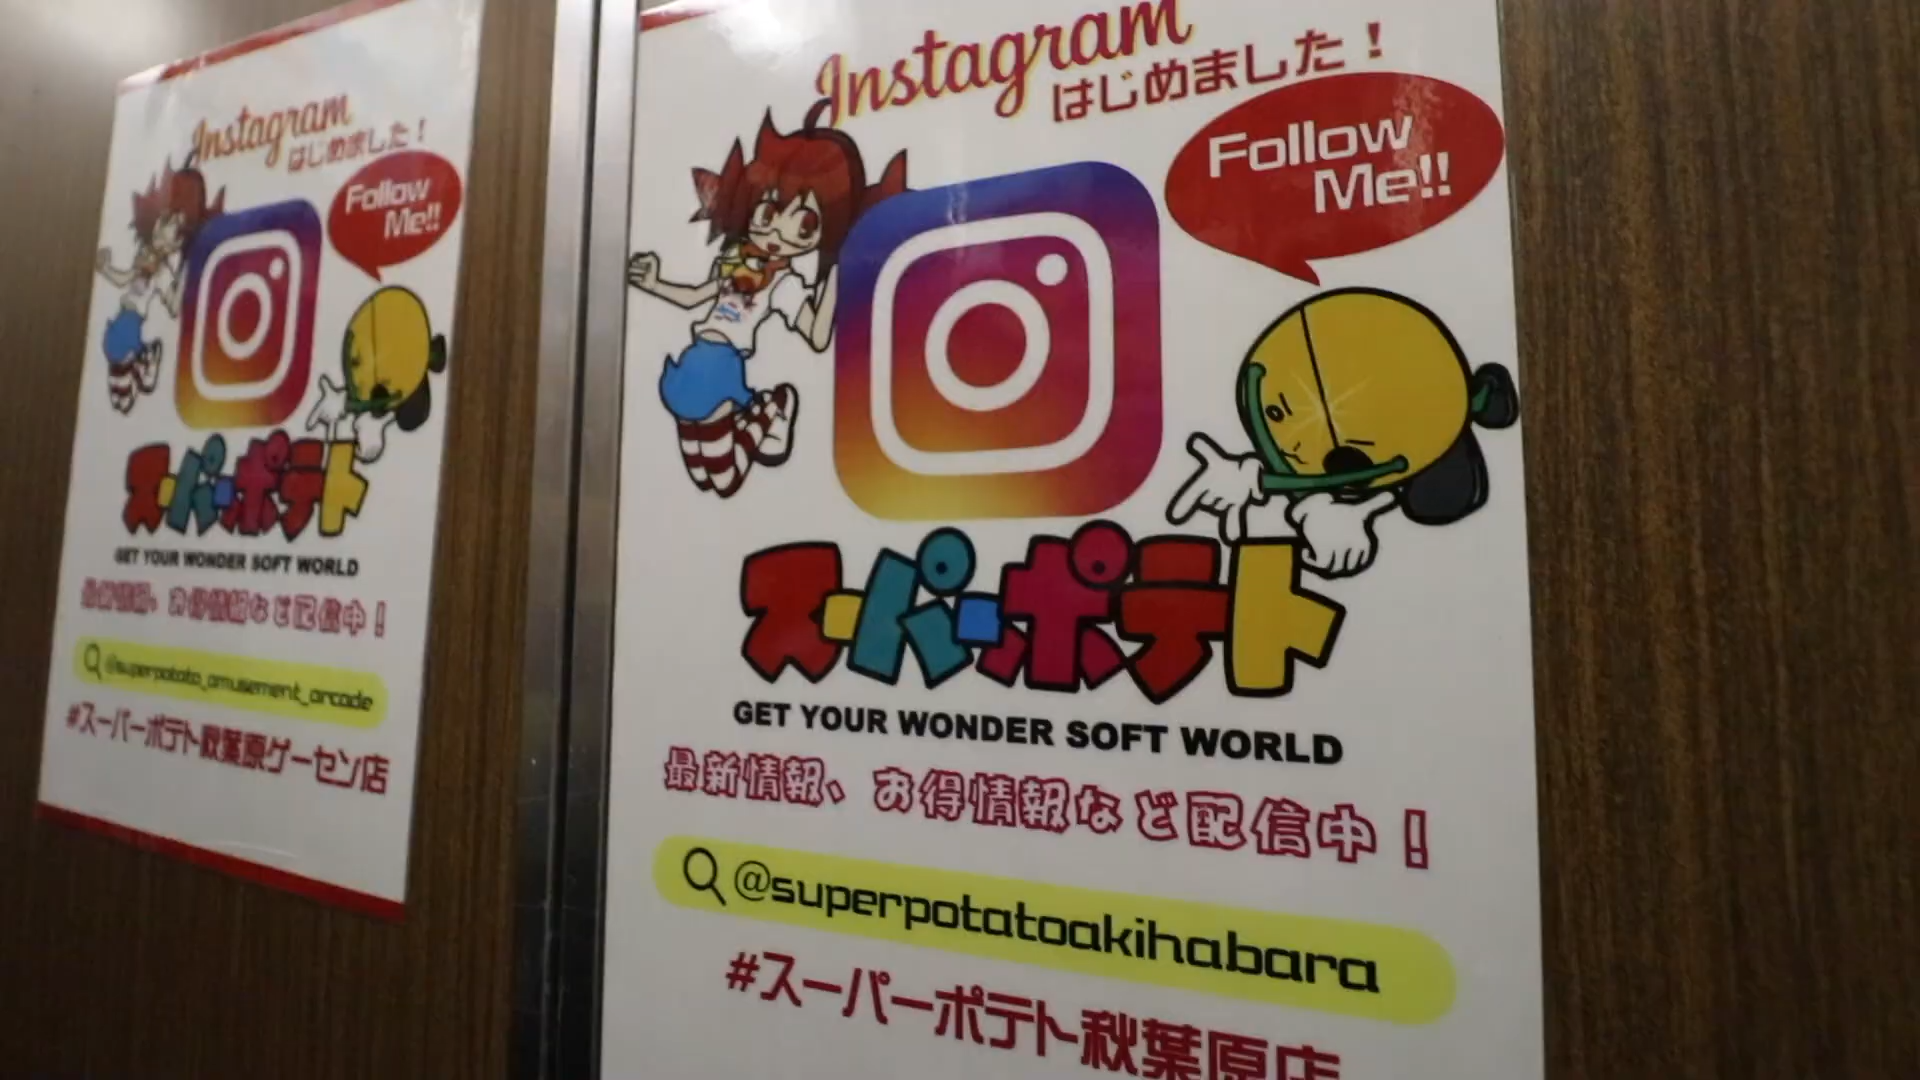 Instagram
はじめました！
Follow
Me!!
スーパーポテト
GET YOUR WONDER SOFT WORLD
最新情報、お得情報など配信中！
@superpotato_amusement_arcade
#スーパーポテト秋葉原ゲーセン店
Instagram
はじめました！
Follow
Me!!
スーパーポテト
GET YOUR WONDER SOFT WORLD
最新情報、お得情報など配信中！
@superpotatoakihabara
#スーパーポテト秋葉原店